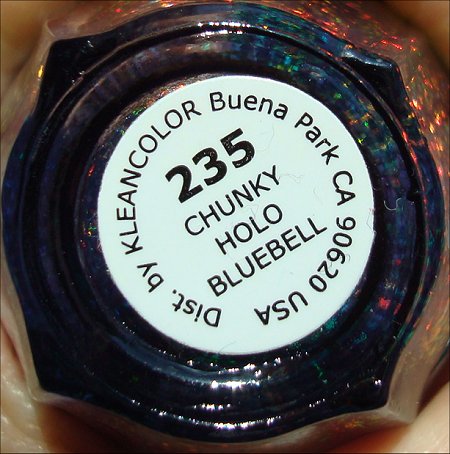 Dist. by KLEANCOLOR Buena Park CA 90620 USA
235
CHUNKY
HOLO
BLUEBELL